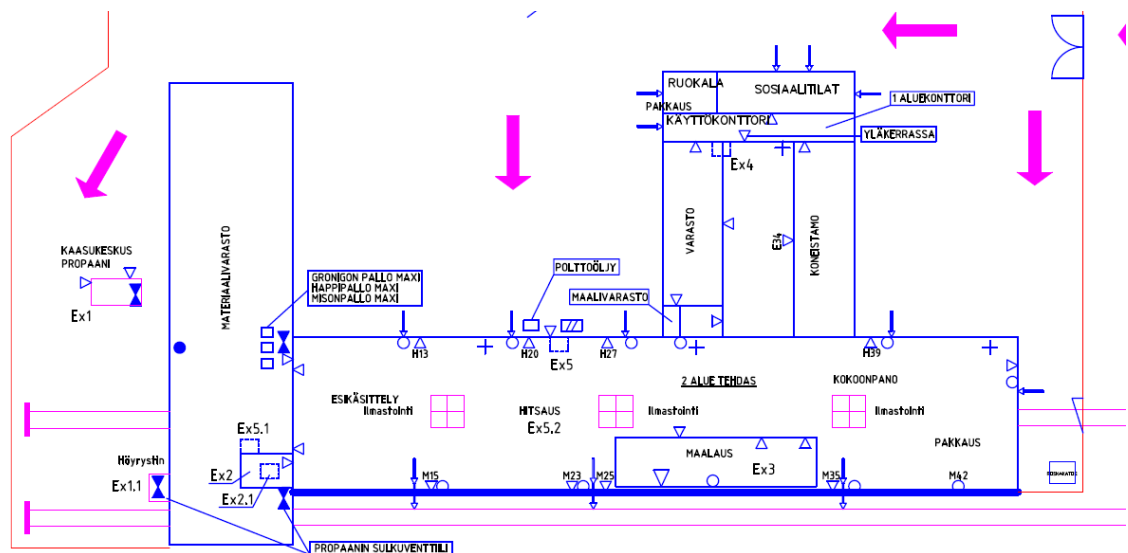 RUOKALA
SOSIAALITILAT
PAKKAUS
1 ALUEKONTTORI
KÄYTTÖKONTTORI
YLÄKERRASSA
Ex4
KAASUKESKUS
PROPAANI
Ex1
MATERIAALIVARASTO
GRONIGON PALLO MAXI
HAPPIPALLO MAXI
MISONPALLO MAXI
POLTTOÖLJY
MAALIVARASTO
VARASTO
E34
KONEISTAMO
H13
H20
Ex5
H27
H39
ESIKÄSITTELY
Ilmastointi
HITSAUS
Ex5.2
2 ALUE TEHDAS
Ilmastointi
KOKOONPANO
Ilmastointi
Ex5.1
MAALAUS
Ex3
PAKKAUS
Höyrystin
Ex1.1
Ex2
Ex2.1
M15
M23
M25
M35
M42
PROPAANIN SULKUVENTTIILI